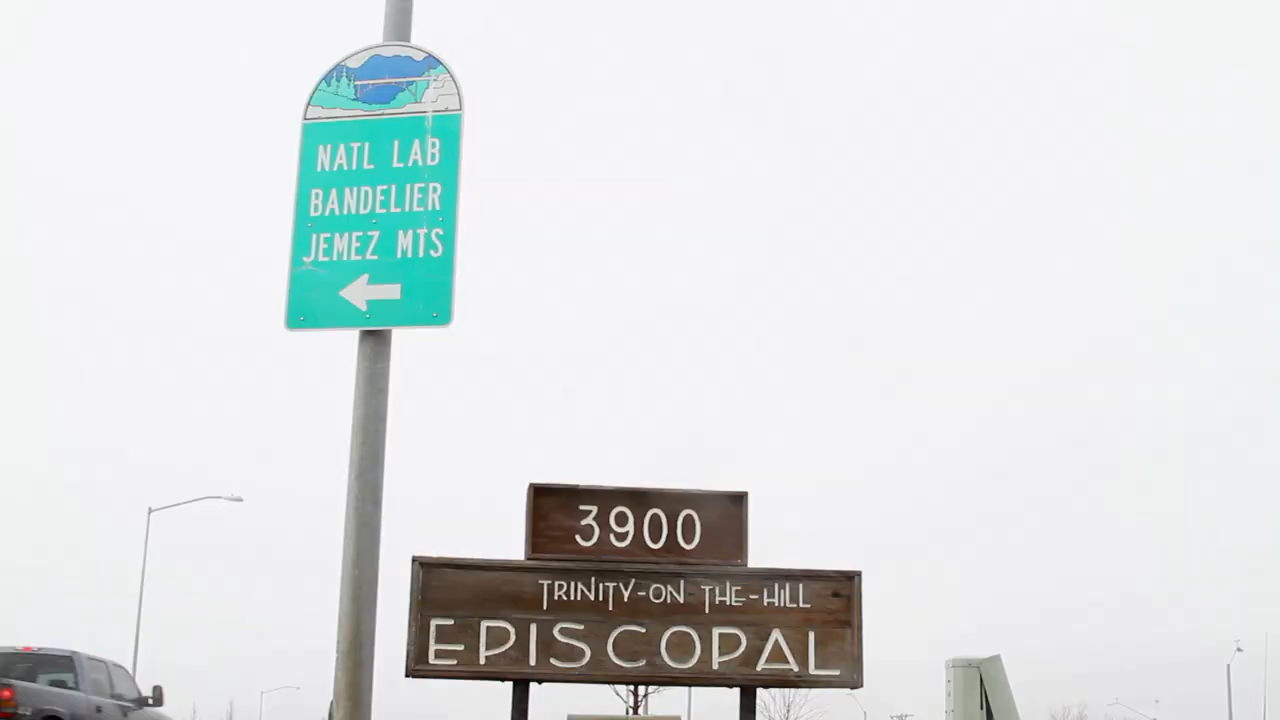 NATL LAB
BANDELIER
JEMEZ MTS
3900
TRINITY-ON THE-HILL
EPISCOPAL